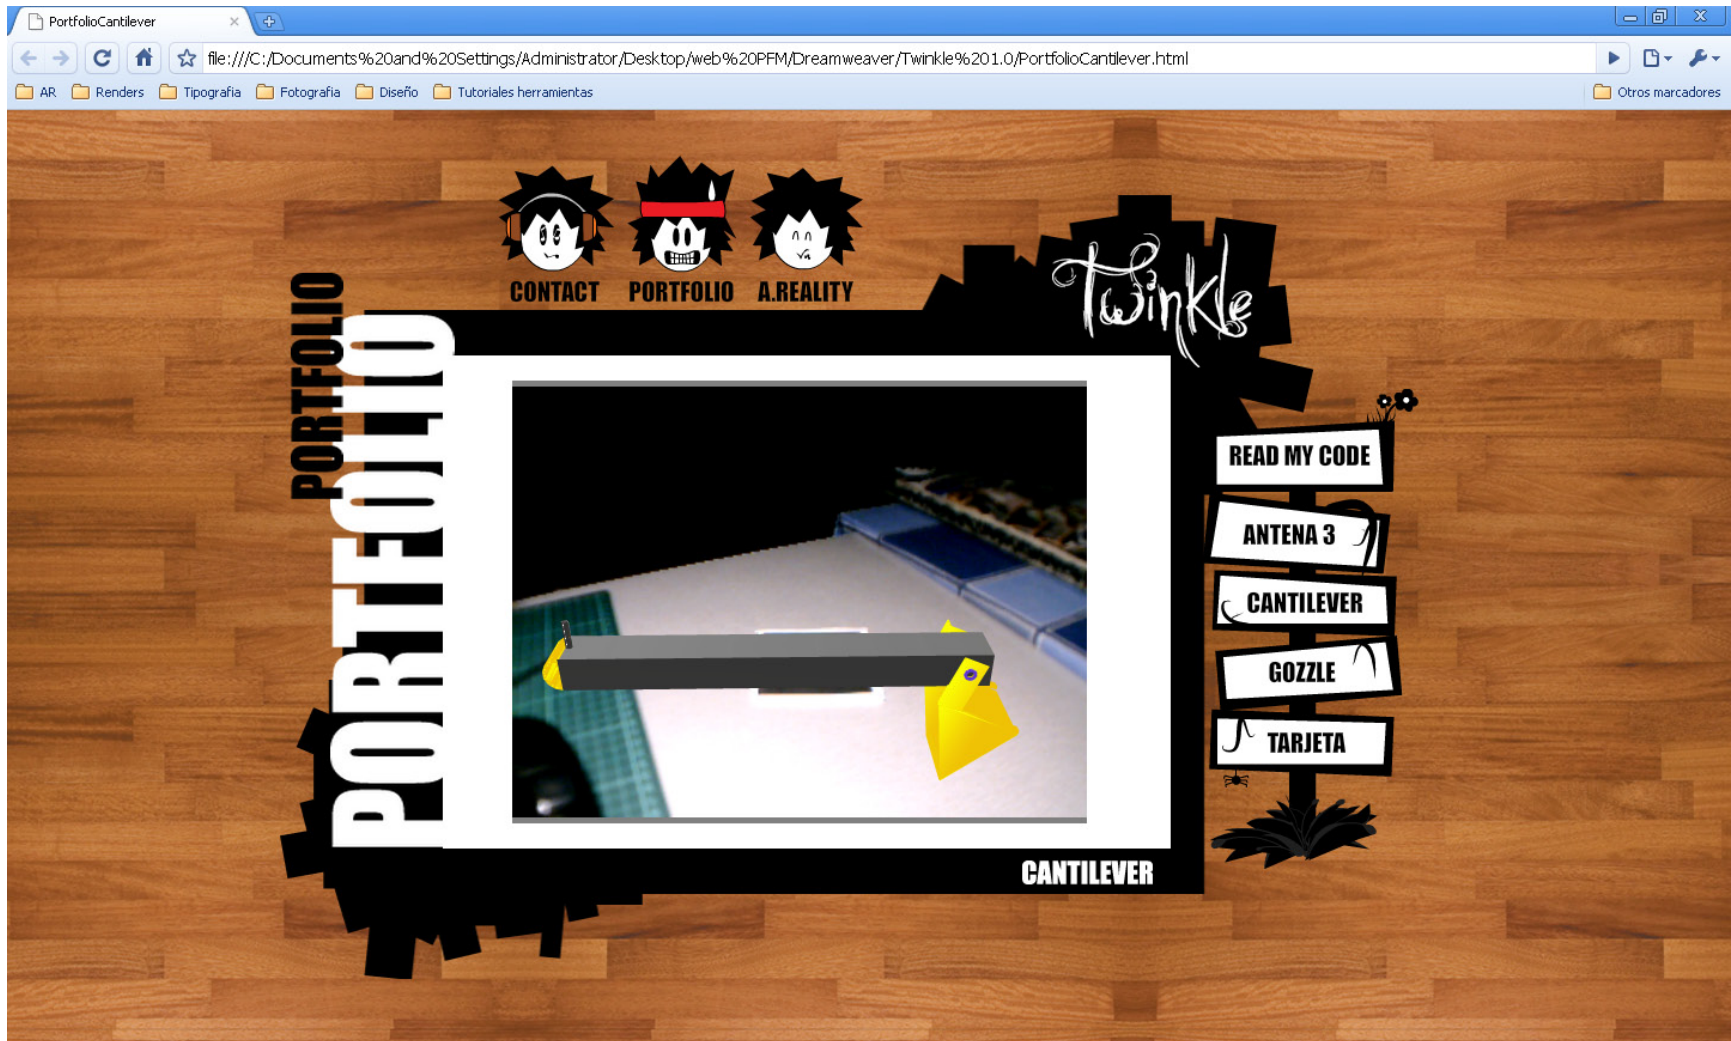 PortfolioCantilever
file:///C:/Documents%20and%20Settings/Administrator/Desktop/web%20PFM/Dreamweaver/Twinkle%201.0/PortfolioCantilever.html
AR Renders Tipografia Fotografia Diseño Tutoriales herramientas Otros marcadores
CONTACT PORTFOLIO A.REALITY
Twinkle
PORTFOLIO
PORTFOLIO
READ MY CODE
ANTENA 3
CANTILEVER
GOZZLE
TARJETA
CANTILEVER